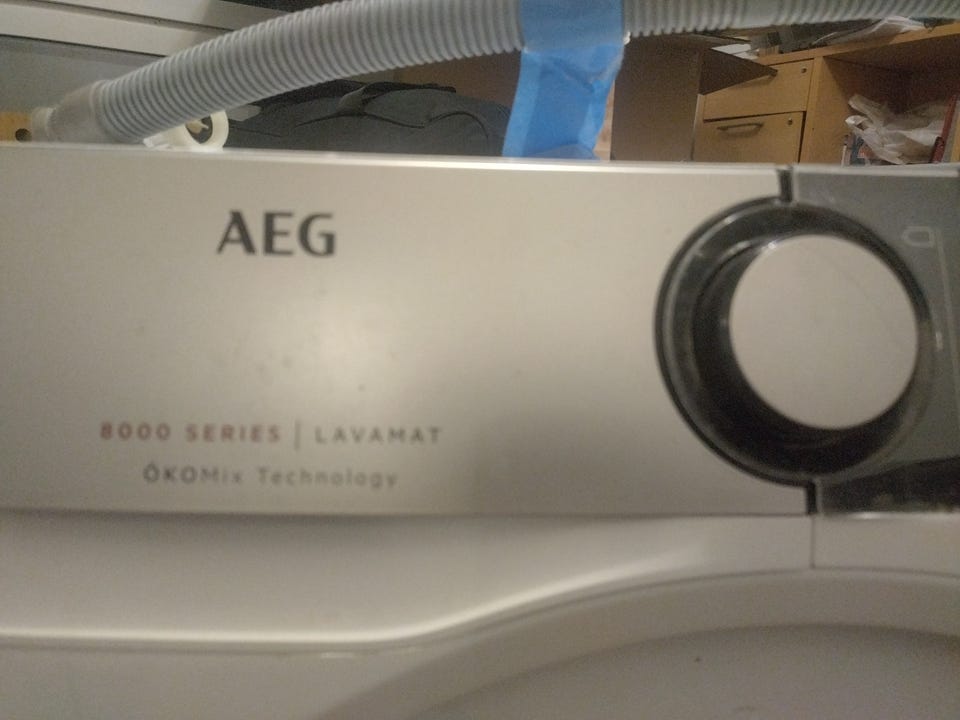 AEG
8000 SERIES | LAVAMAT
ÖKOMix Technology